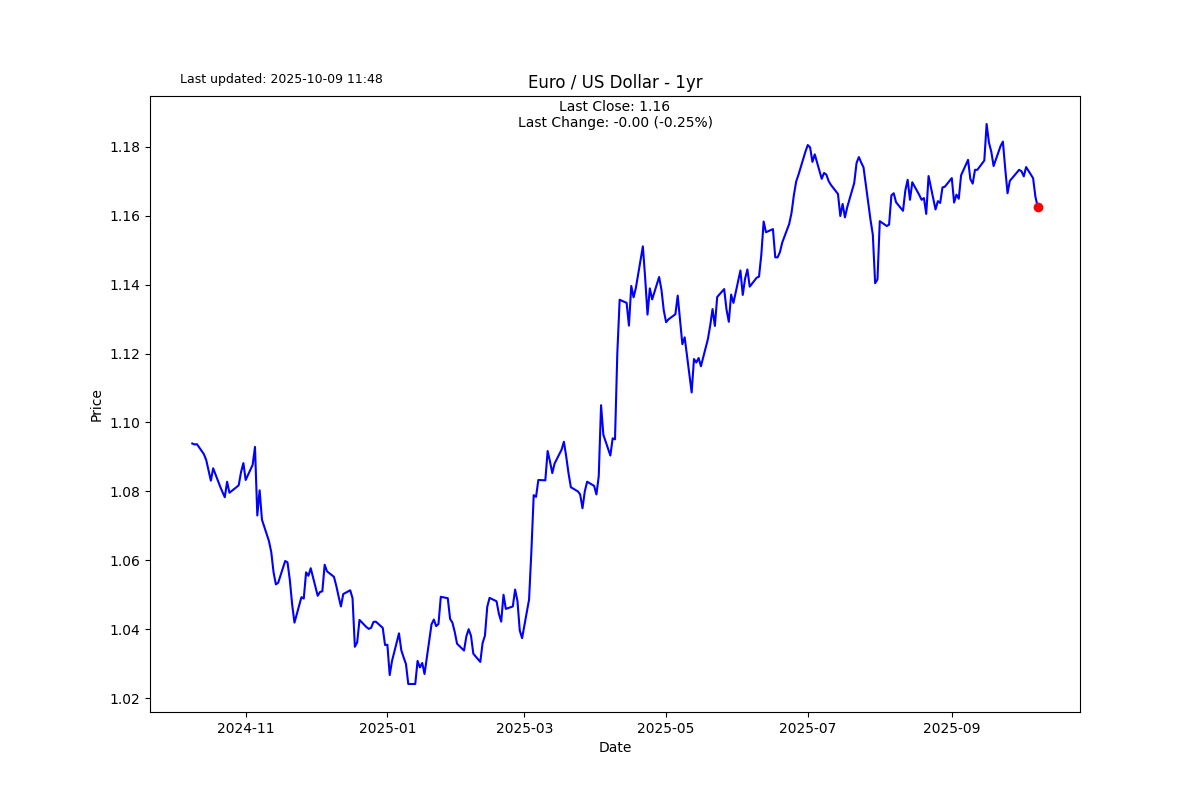 Last updated: 2025-10-09 11:48
Euro / US Dollar - 1yr
Last Close: 1.16
Last Change: -0.00 (-0.25%)
1.18
1.16
1.14
1.12
1.10
1.08
1.06
1.04
1.02
Price
2024-11
2025-01
2025-03
2025-05
2025-07
2025-09
Date